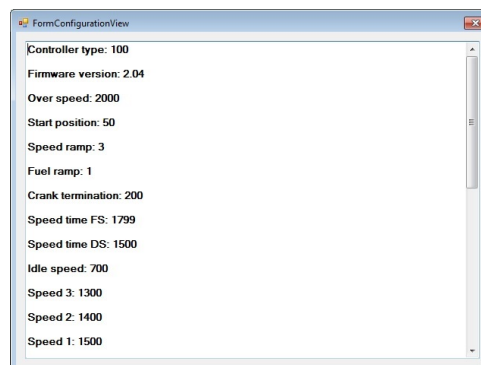 FormConfigurationView
Controller type: 100
Firmware version: 2.04
Over speed: 2000
Start position: 50
Speed ramp: 3
Fuel ramp: 1
Crank termination: 200
Speed time FS: 1799
Speed time DS: 1500
Idle speed: 700
Speed 3: 1300
Speed 2: 1400
Speed 1: 1500